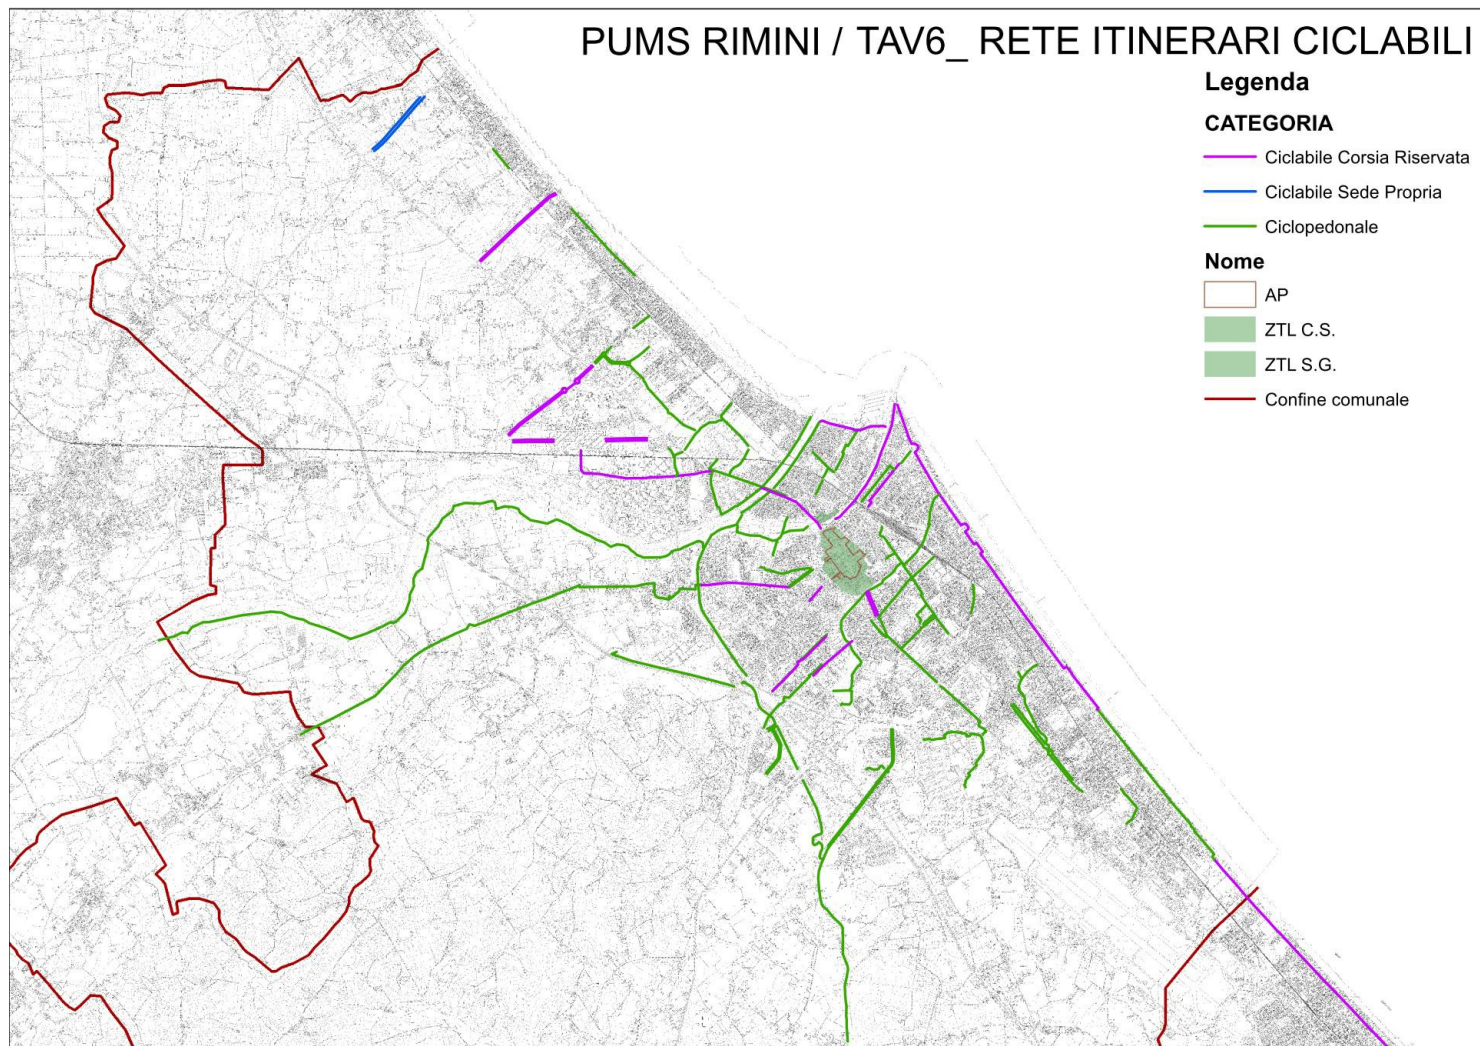 PUMS RIMINI / TAV6_ RETE ITINERARI CICLABILI
Legenda
CATEGORIA
Ciclabile Corsia Riservata
Ciclabile Sede Propria
Ciclopedonale
Nome
AP
ZTL C.S.
ZTL S.G.
Confine comunale